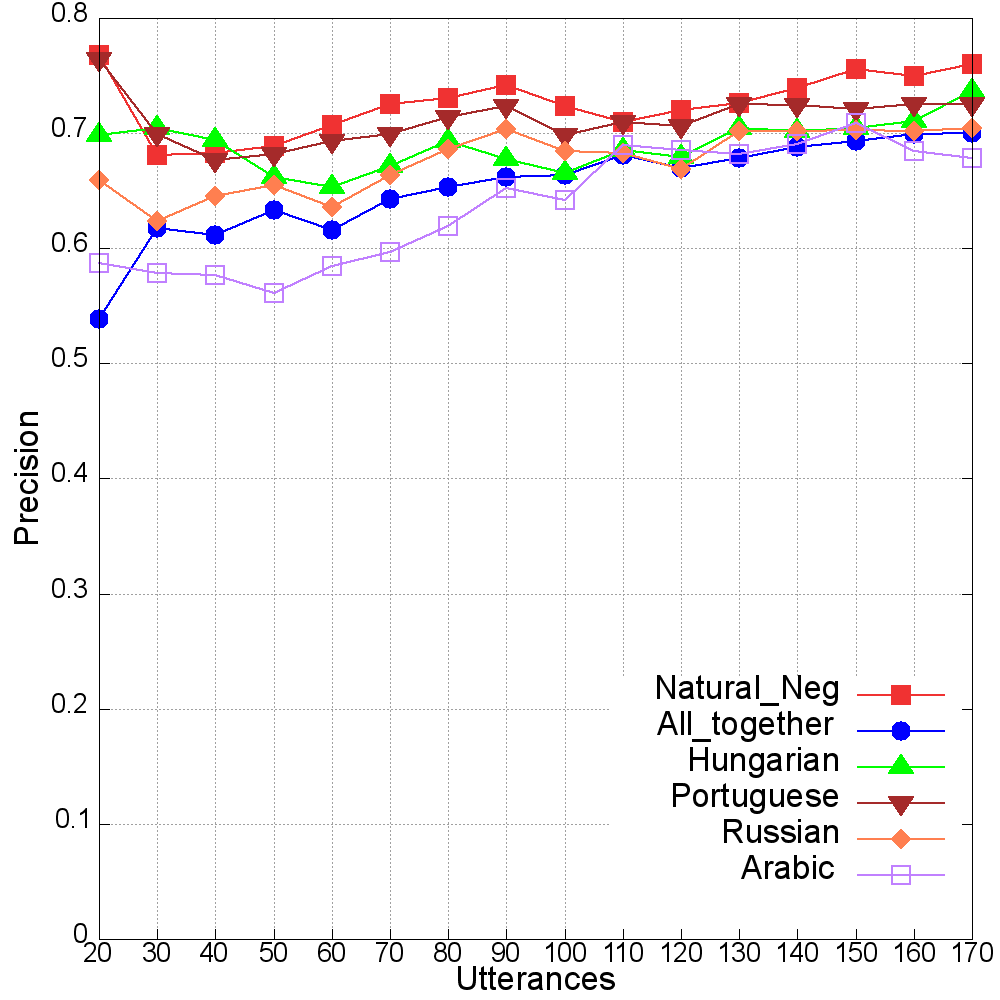 0.8
0.7
0.6
0.5
0.4
0.3
0.2
0.1
0
Precision
Natural_Neg
All_together
Hungarian
Portuguese
Russian
Arabic
20 30 40 50 60 70 80 90 100 110 120 130 140 150 160 170
Utterances